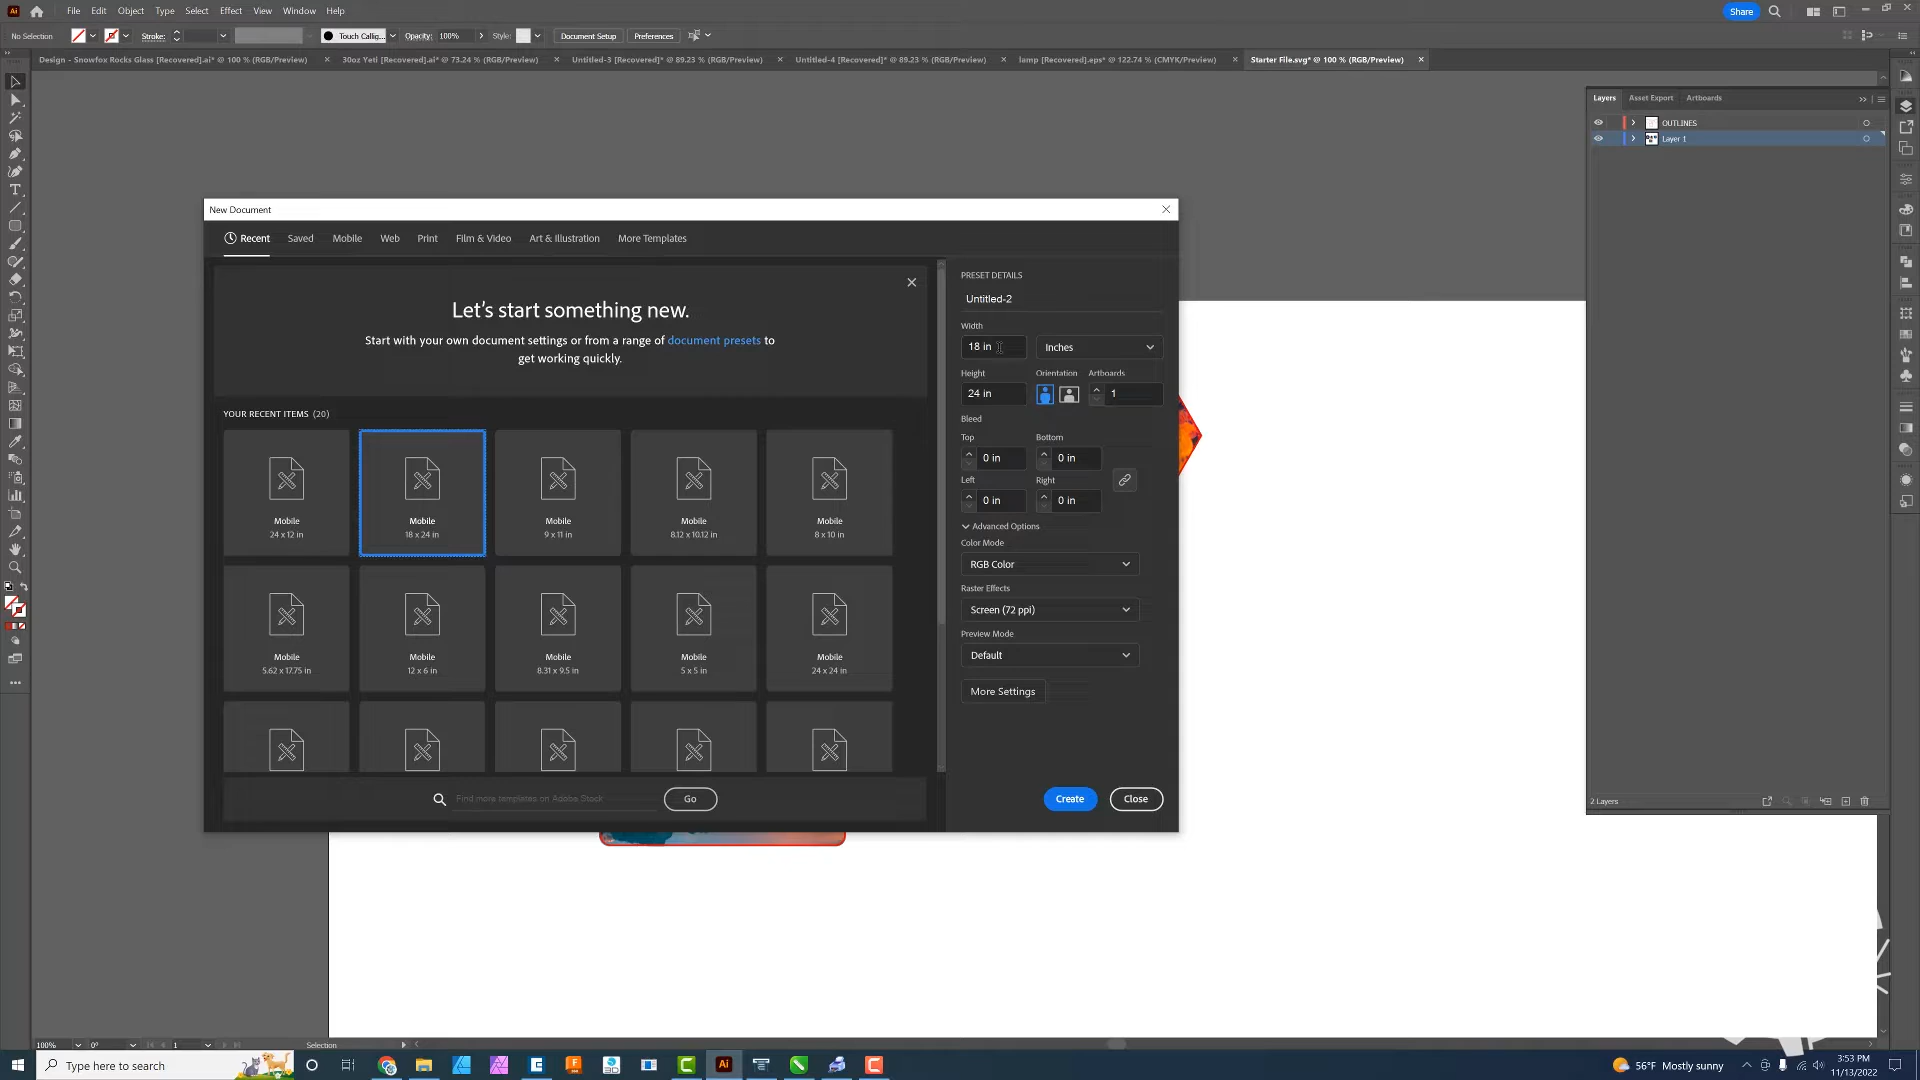 File Edit Object Type Select Effect View Window Help
Share
No Selection Stroke: Touch Callig... Opacity: 100% Style: Document Setup Preferences
Design - Snowfox Rocks Glass [Recovered].ai* @ 100 % (RGB/Preview) × 30oz Yeti [Recovered].ai* @ 73.24 % (RGB/Preview) × Untitled-3 [Recovered]* @ 89.23 % (RGB/Preview) × Untitled-4 [Recovered]* @ 89.23 % (RGB/Preview) × lamp [Recovered].eps* @ 122.74 % (CMYK/Preview) × Starter File.svg* @ 100 % (RGB/Preview) ×
Layers Asset Export Artboards
OUTLINES
Layer 1
New Document
Recent Saved Mobile Web Print Film & Video Art & Illustration More Templates
Let's start something new.
Start with your own document settings or from a range of document presets to
get working quickly.
YOUR RECENT ITEMS (20)
Mobile Mobile Mobile Mobile Mobile
24 x 12 in 18 x 24 in 9 x 11 in 8.12 x 10.12 in 8 x 10 in
Mobile Mobile Mobile Mobile Mobile
5.62 x 17.75 in 12 x 6 in 8.31 x 9.5 in 5 x 5 in 24 x 24 in
Find more templates on Adobe Stock Go
PRESET DETAILS
Untitled-2
Width
18 in Inches
Height Orientation Artboards
24 in 1
Bleed
Top Bottom
0 in 0 in
Left Right
0 in 0 in
Advanced Options
Color Mode
RGB Color
Raster Effects
Screen (72 ppi)
Preview Mode
Default
More Settings
Create Close
2 Layers
100% 0° 1 Selection
Type here to search
56°F Mostly sunny
3:53 PM
11/13/2022